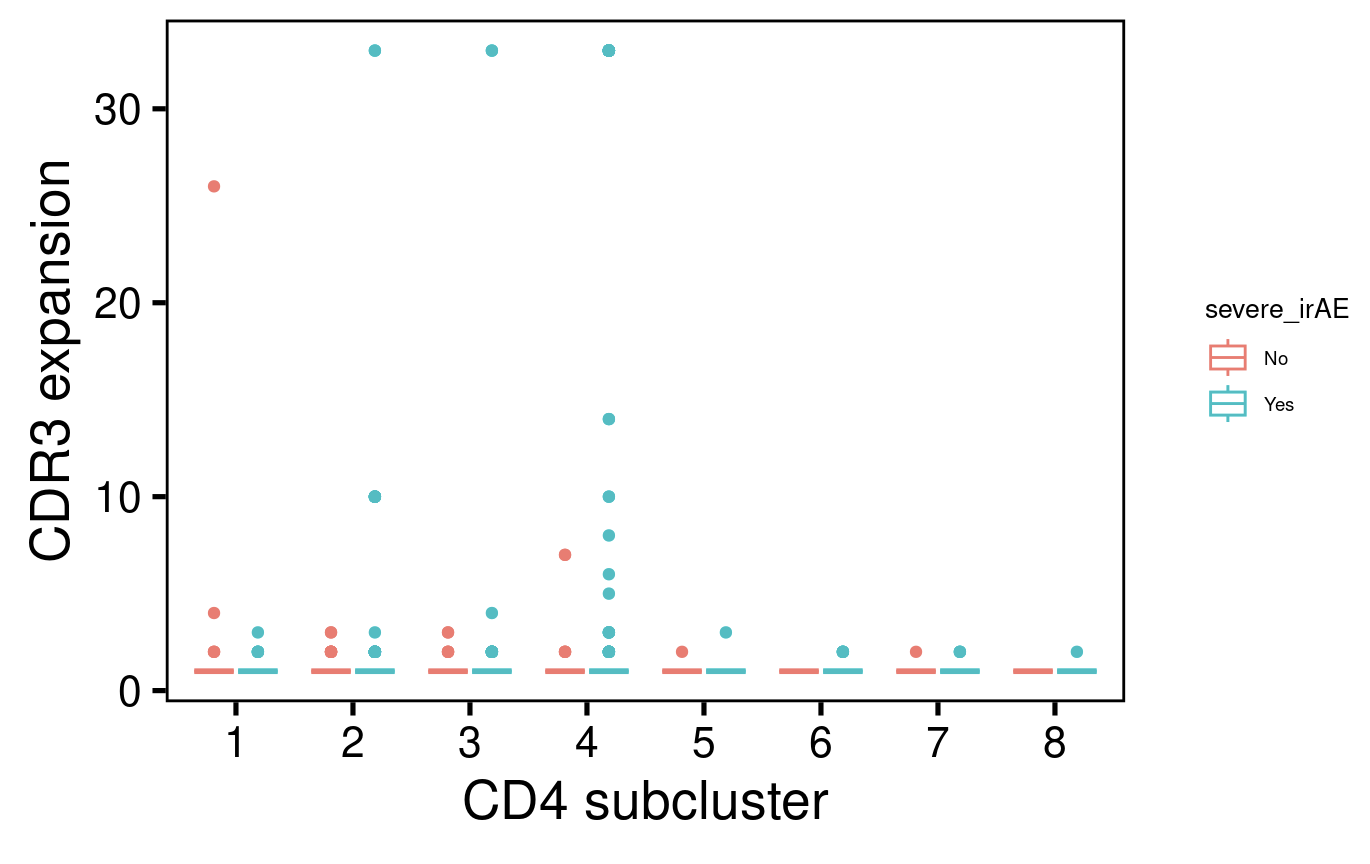 CDR3 expansion
30
20
10
0
1 2 3 4 5 6 7 8
CD4 subcluster
severe_irAE
No
Yes